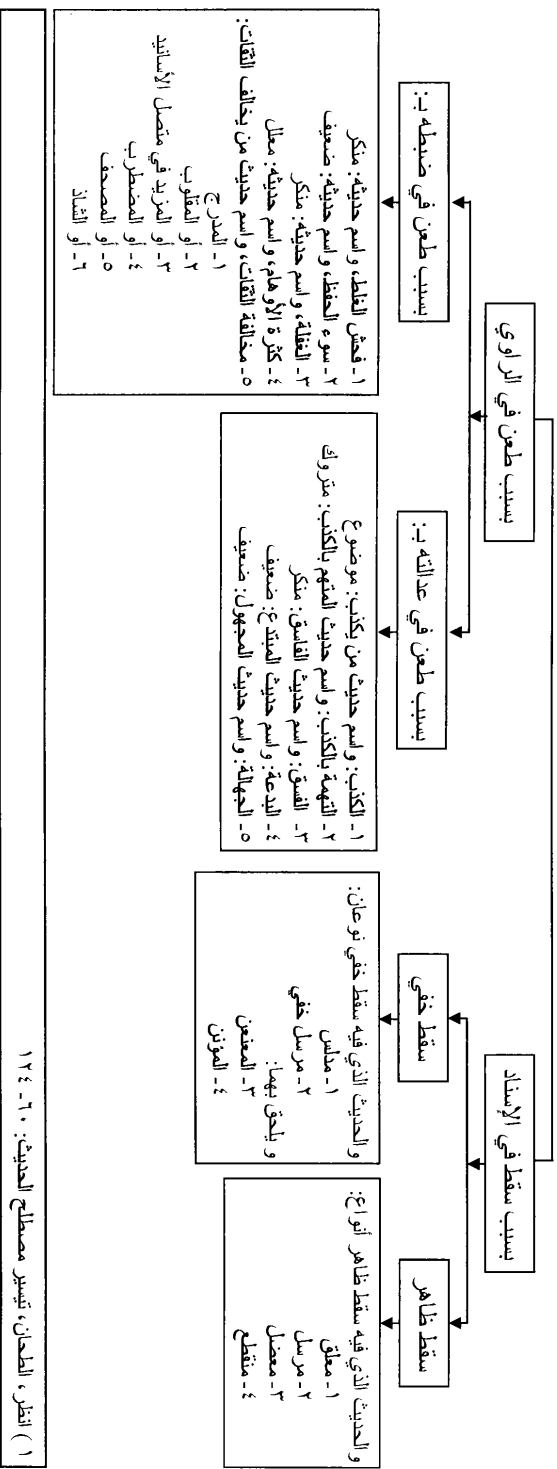 بسبب سقط في الإسناد
بسبب طعن في الراوي
سقط ظاهر
سقط خفي
بسبب طعن في عدالته بـ:
بسبب طعن في ضبطه بـ:
والحديث الذي فيه سقط ظاهر أنواع:
١- معلق
٢- مرسل
٣- معضل
٤- منقطع
والحديث الذي فيه سقط خفي نوعان:
١- مدلس
٢- مرسل خفي
ويلحق بهما:
٣- المعنعن
٤- المؤنن
١- الكذب: واسم حديث من يكذب: موضوع
٢- التهمة بالكذب: واسم حديث المتهم بالكذب: متروك
٣- الفسق: واسم حديث الفاسق: منكر
٤- البدعة: واسم حديث المبتدع: ضعيف
٥- الجهالة: واسم حديث المجهول: ضعيف
١- فحش الغلط، واسم حديثه: منكر
٢- سوء الحفظ، واسم حديثه: ضعيف
٣- الغفلة، واسم حديثه: منكر
٤- كثرة الأوهام، واسم حديثه: معلل
٥- مخالفة الثقات، واسم حديث من يخالف الثقات:
١- المدرج
٢- أو المقلوب
٣- أو المزيد في متصل الأسانيد
٤- أو المضطرب
٥- أو المصحف
٦- أو الشاذ
١) انظر، الطحان، تيسير مصطلح الحديث: ٦٠- ١٢٤